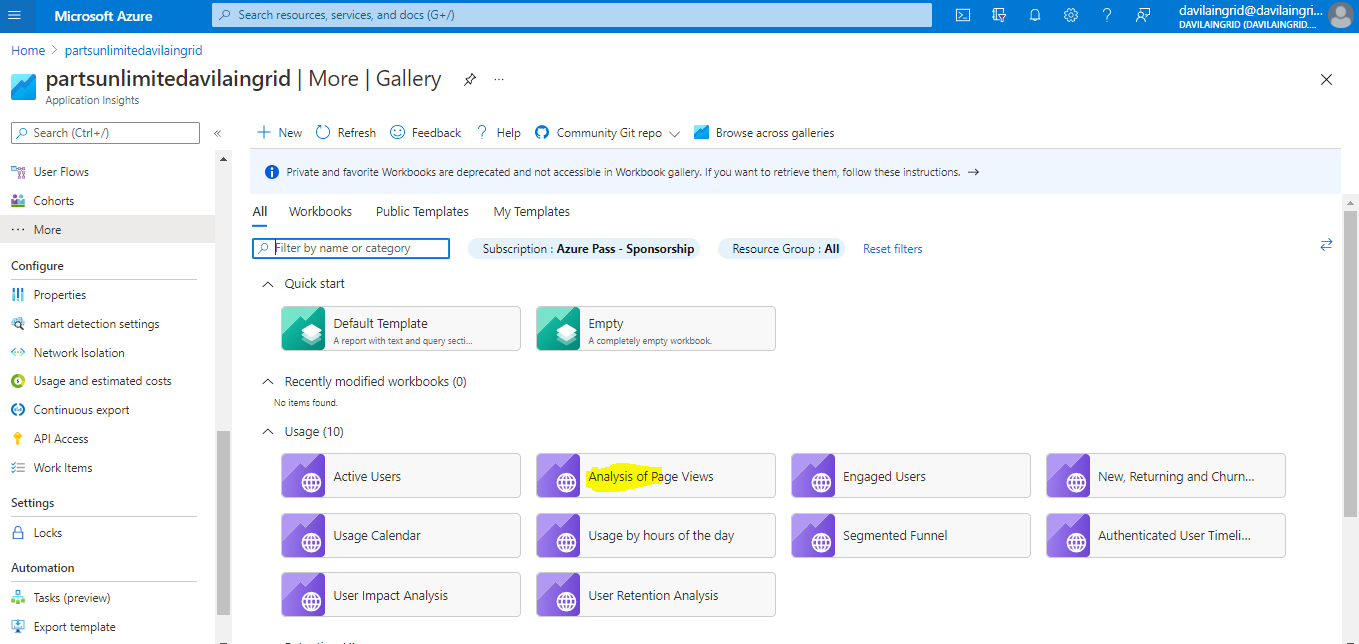 Microsoft Azure
Search resources, services, and docs (G+/)
davilaingrid@davilaingri...
DAVILAINGRID (DAVILAINGRID....
Home > partsunlimiteddavilaingrid
partsunlimitedavilaingrid | More | Gallery
Application Insights
Search (Ctrl+/)
User Flows
Cohorts
More
Configure
Properties
Smart detection settings
Network Isolation
Usage and estimated costs
Continuous export
API Access
Work Items
Settings
Locks
Automation
Tasks (preview)
Export template
New Refresh Feedback Help Community Git repo Browse across galleries
Private and favorite Workbooks are deprecated and not accessible in Workbook gallery. If you want to retrieve them, follow these instructions. →
All Workbooks Public Templates My Templates
Filter by name or category
Subscription : Azure Pass - Sponsorship
Resource Group : All
Reset filters
Quick start
Default Template
A report with text and query secti...
Empty
A completely empty workbook.
Recently modified workbooks (0)
No items found.
Usage (10)
Active Users
Analysis of Page Views
Engaged Users
New, Returning and Churn...
Usage Calendar
Usage by hours of the day
Segmented Funnel
Authenticated User Timeli...
User Impact Analysis
User Retention Analysis